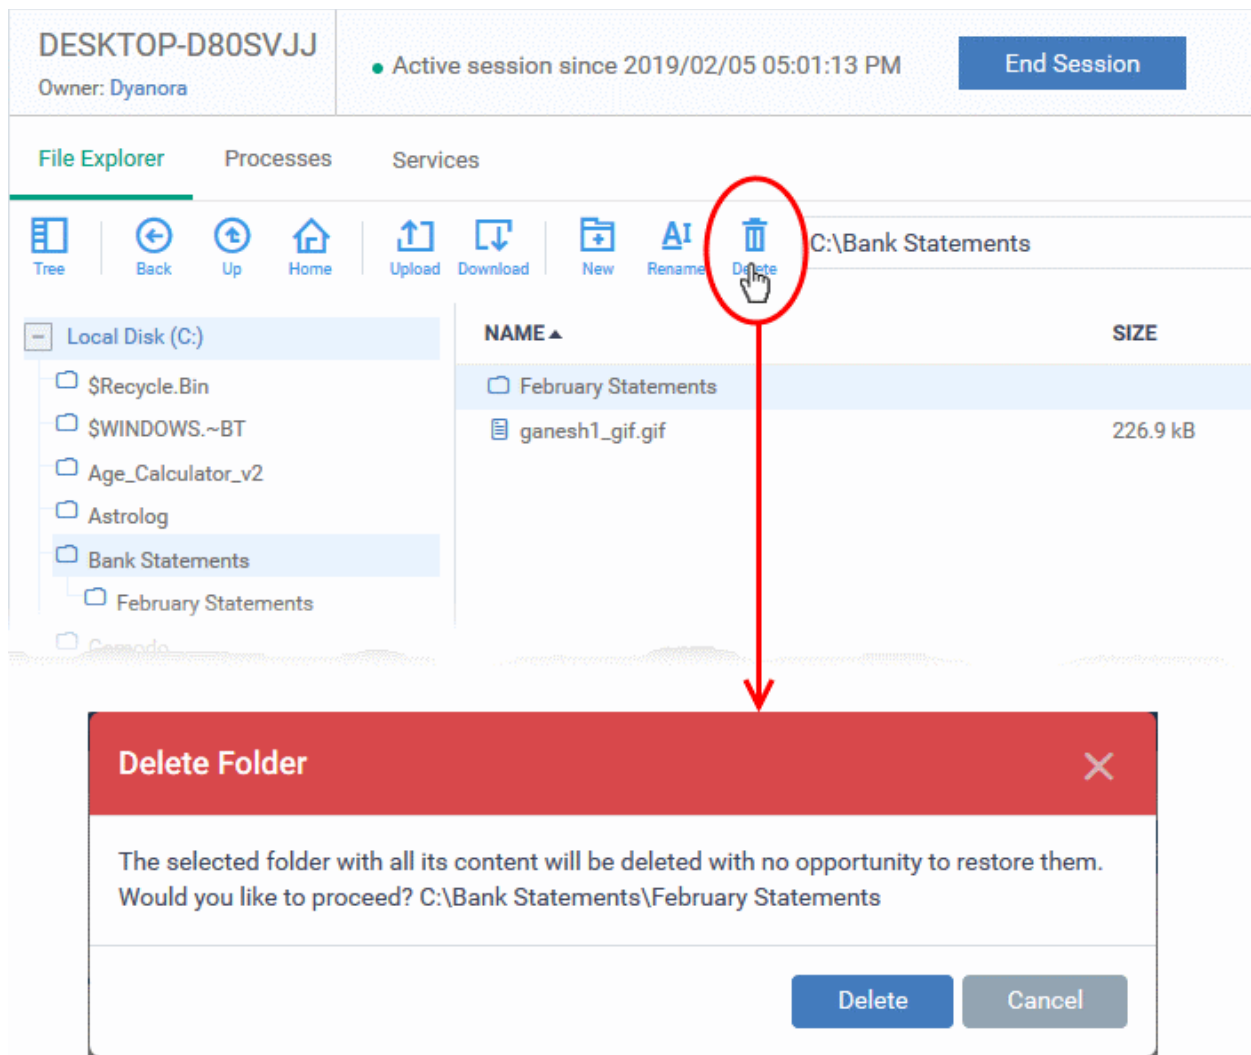 DESKTOP-D80SVJJ
Owner: Dyanora
Active session since 2019/02/05 05:01:13 PM
End Session
File Explorer
Processes
Services
Tree
Back
Up
Home
Upload
Download
New
Rename
Delete
C:\Bank Statements
Local Disk (C:)
$Recycle.Bin
$WINDOWS.~BT
Age_Calculator_v2
Astrolog
Bank Statements
February Statements
Comodo
NAME
SIZE
February Statements
ganesh1_gif.gif
226.9 kB
Delete Folder
The selected folder with all its content will be deleted with no opportunity to restore them.
Would you like to proceed? C:\Bank Statements\February Statements
Delete
Cancel